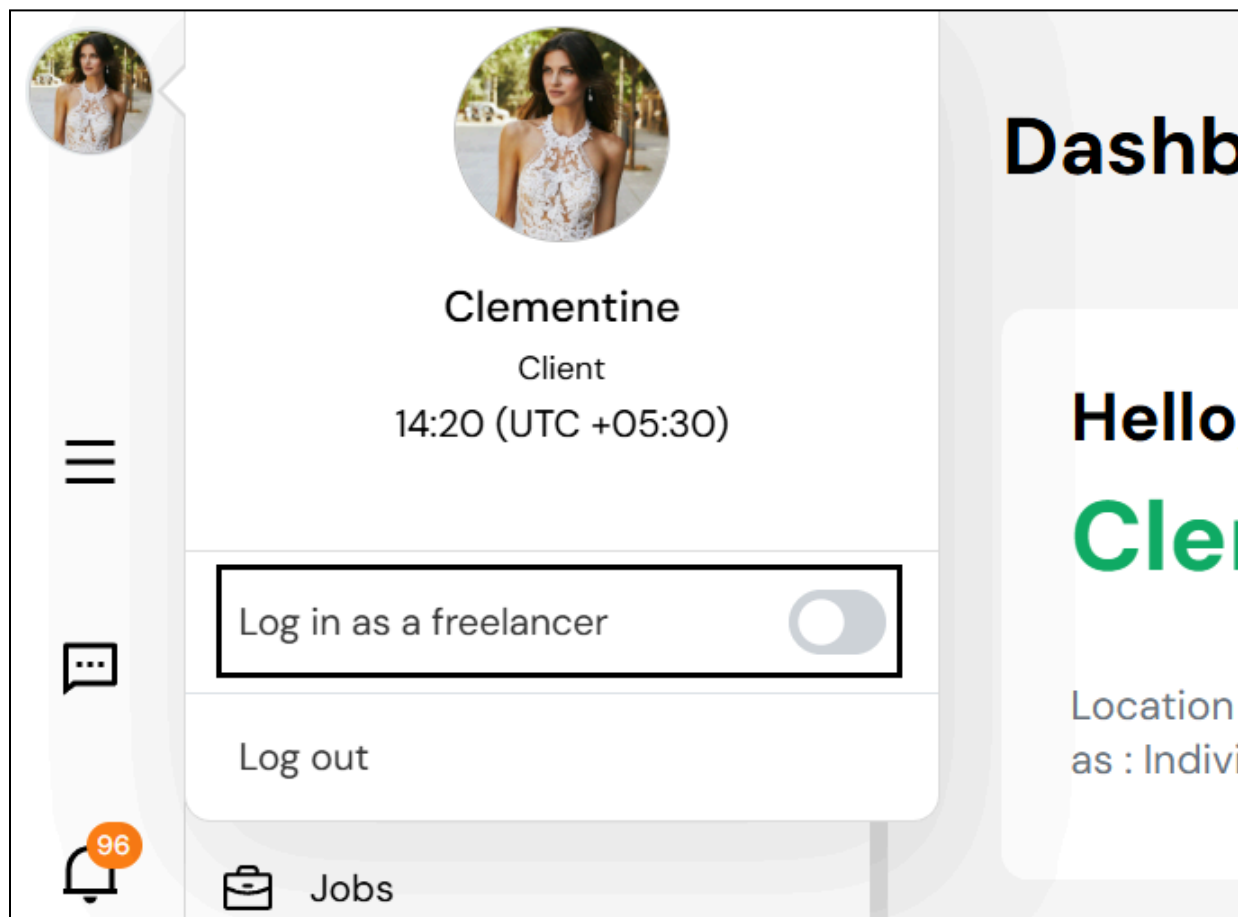 Clementine
Client
14:20 (UTC +05:30)
Log in as a freelancer
Log out
96
Jobs
Dashb
Hello
Cle
Location
as : Indivi